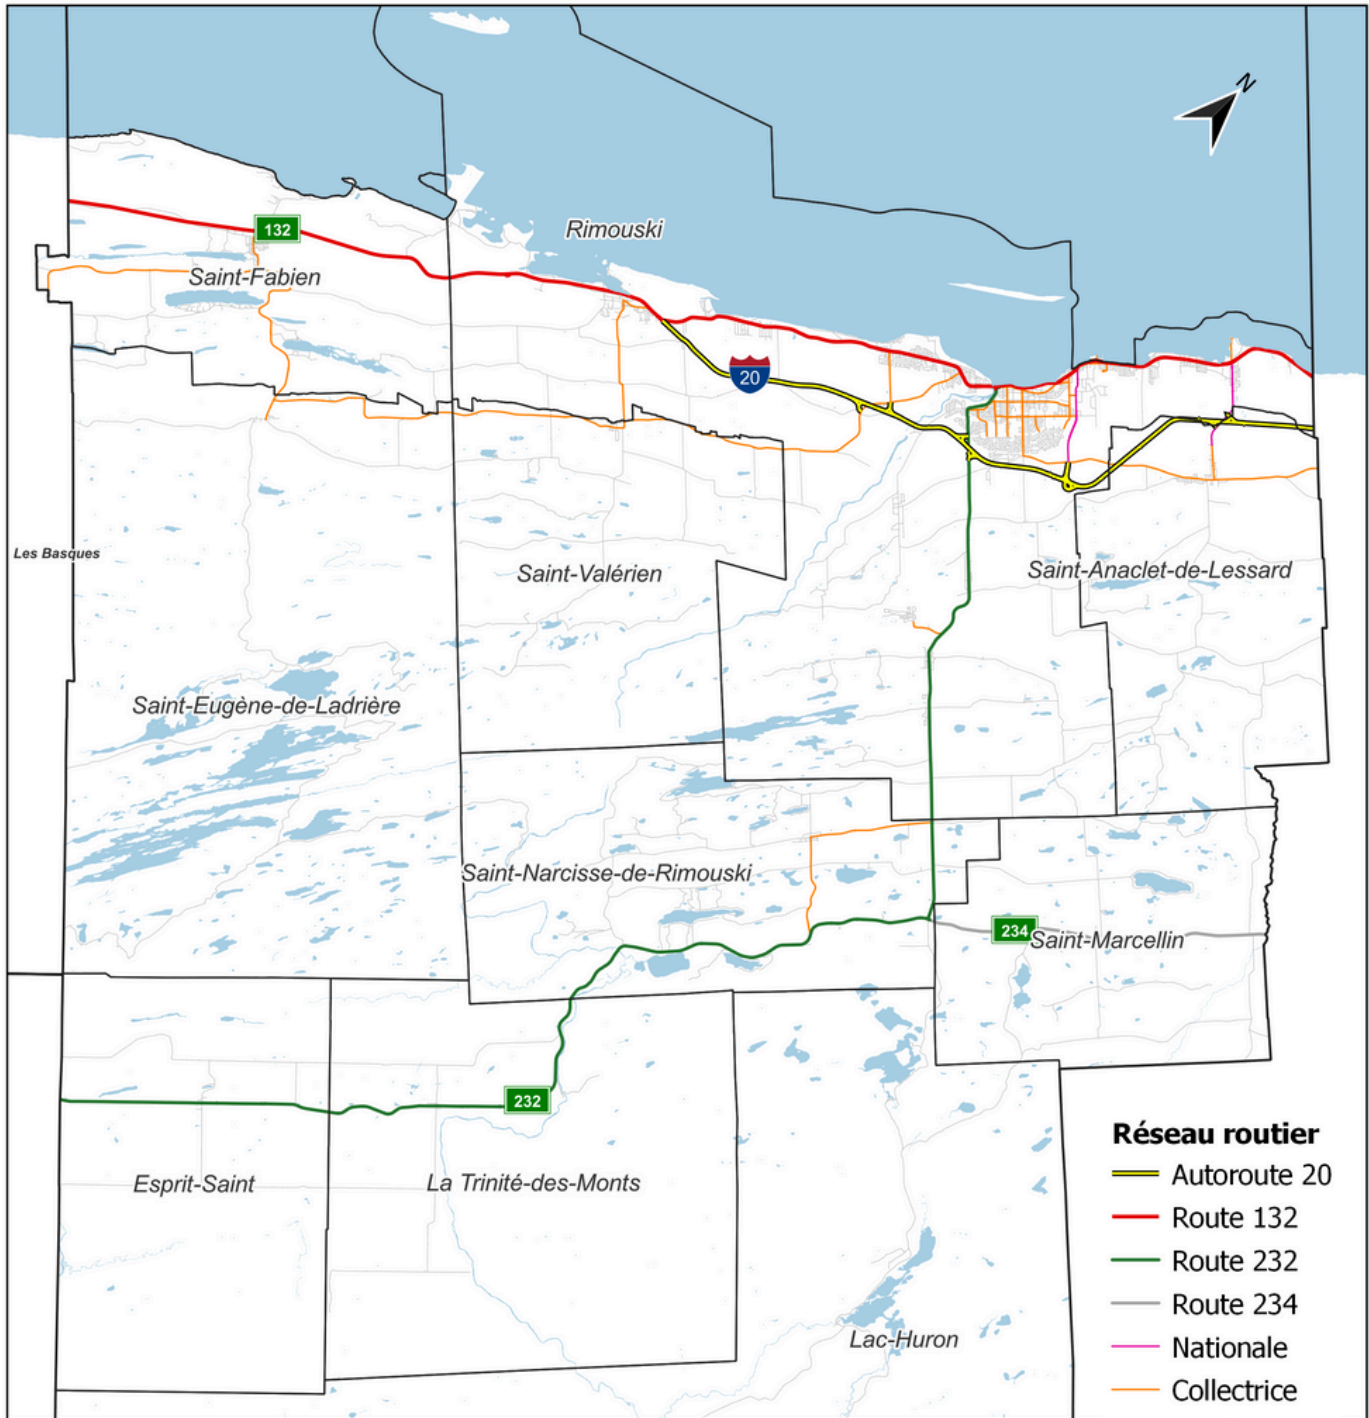 N
Rimouski
132
Saint-Fabien
20
Les Basques
Saint-Valérien
Saint-Anaclet-de-Lessard
Saint-Eugène-de-Ladrière
Saint-Narcisse-de-Rimouski
234
Saint-Marcellin
232
Esprit-Saint
La Trinité-des-Monts
Lac-Huron
Réseau routier
Autoroute 20
Route 132
Route 232
Route 234
Nationale
Collectrice